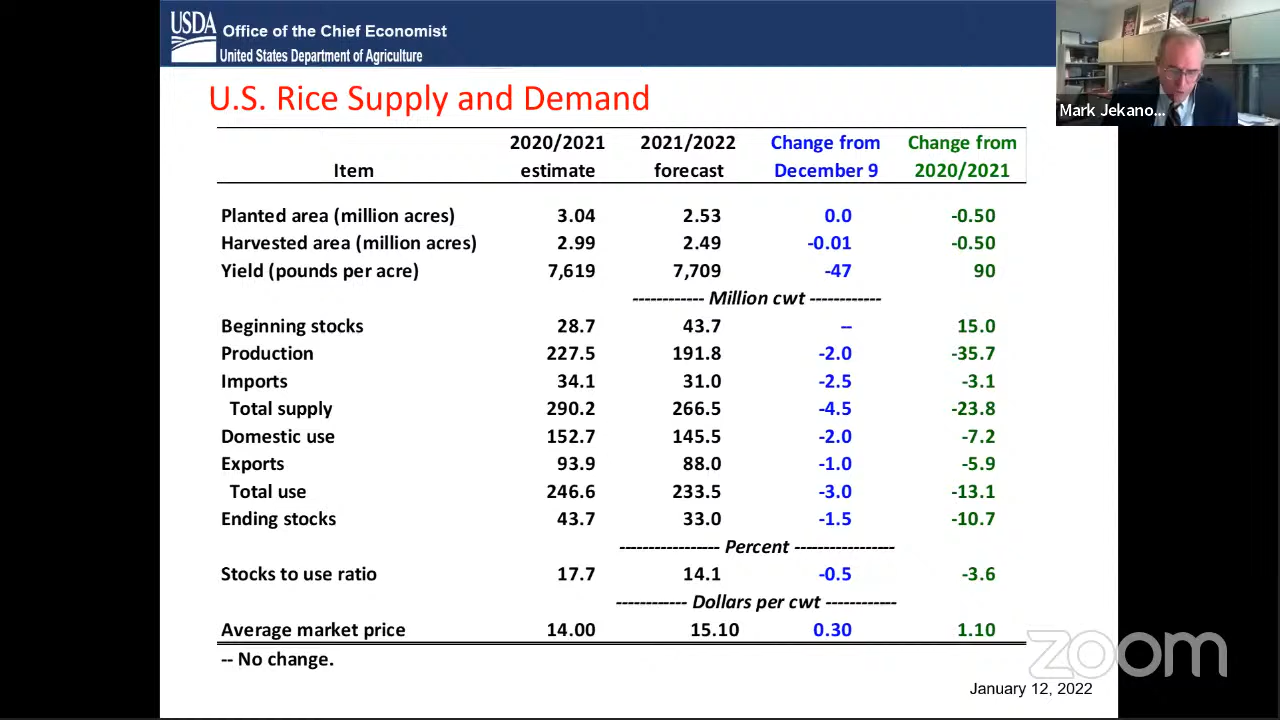 USDA Office of the Chief Economist
United States Department of Agriculture
Mark Jekano...
U.S. Rice Supply and Demand
2020/2021 2021/2022 Change from Change from
Item estimate forecast December 9 2020/2021
Planted area (million acres) 3.04 2.53 0.0 -0.50
Harvested area (million acres) 2.99 2.49 -0.01 -0.50
Yield (pounds per acre) 7,619 7,709 -47 90
------------ Million cwt ------------
Beginning stocks 28.7 43.7 -- 15.0
Production 227.5 191.8 -2.0 -35.7
Imports 34.1 31.0 -2.5 -3.1
Total supply 290.2 266.5 -4.5 -23.8
Domestic use 152.7 145.5 -2.0 -7.2
Exports 93.9 88.0 -1.0 -5.9
Total use 246.6 233.5 -3.0 -13.1
Ending stocks 43.7 33.0 -1.5 -10.7
----------------- Percent -----------------
Stocks to use ratio 17.7 14.1 -0.5 -3.6
------------ Dollars per cwt ------------
Average market price 14.00 15.10 0.30 1.10
-- No change.
zoom
January 12, 2022